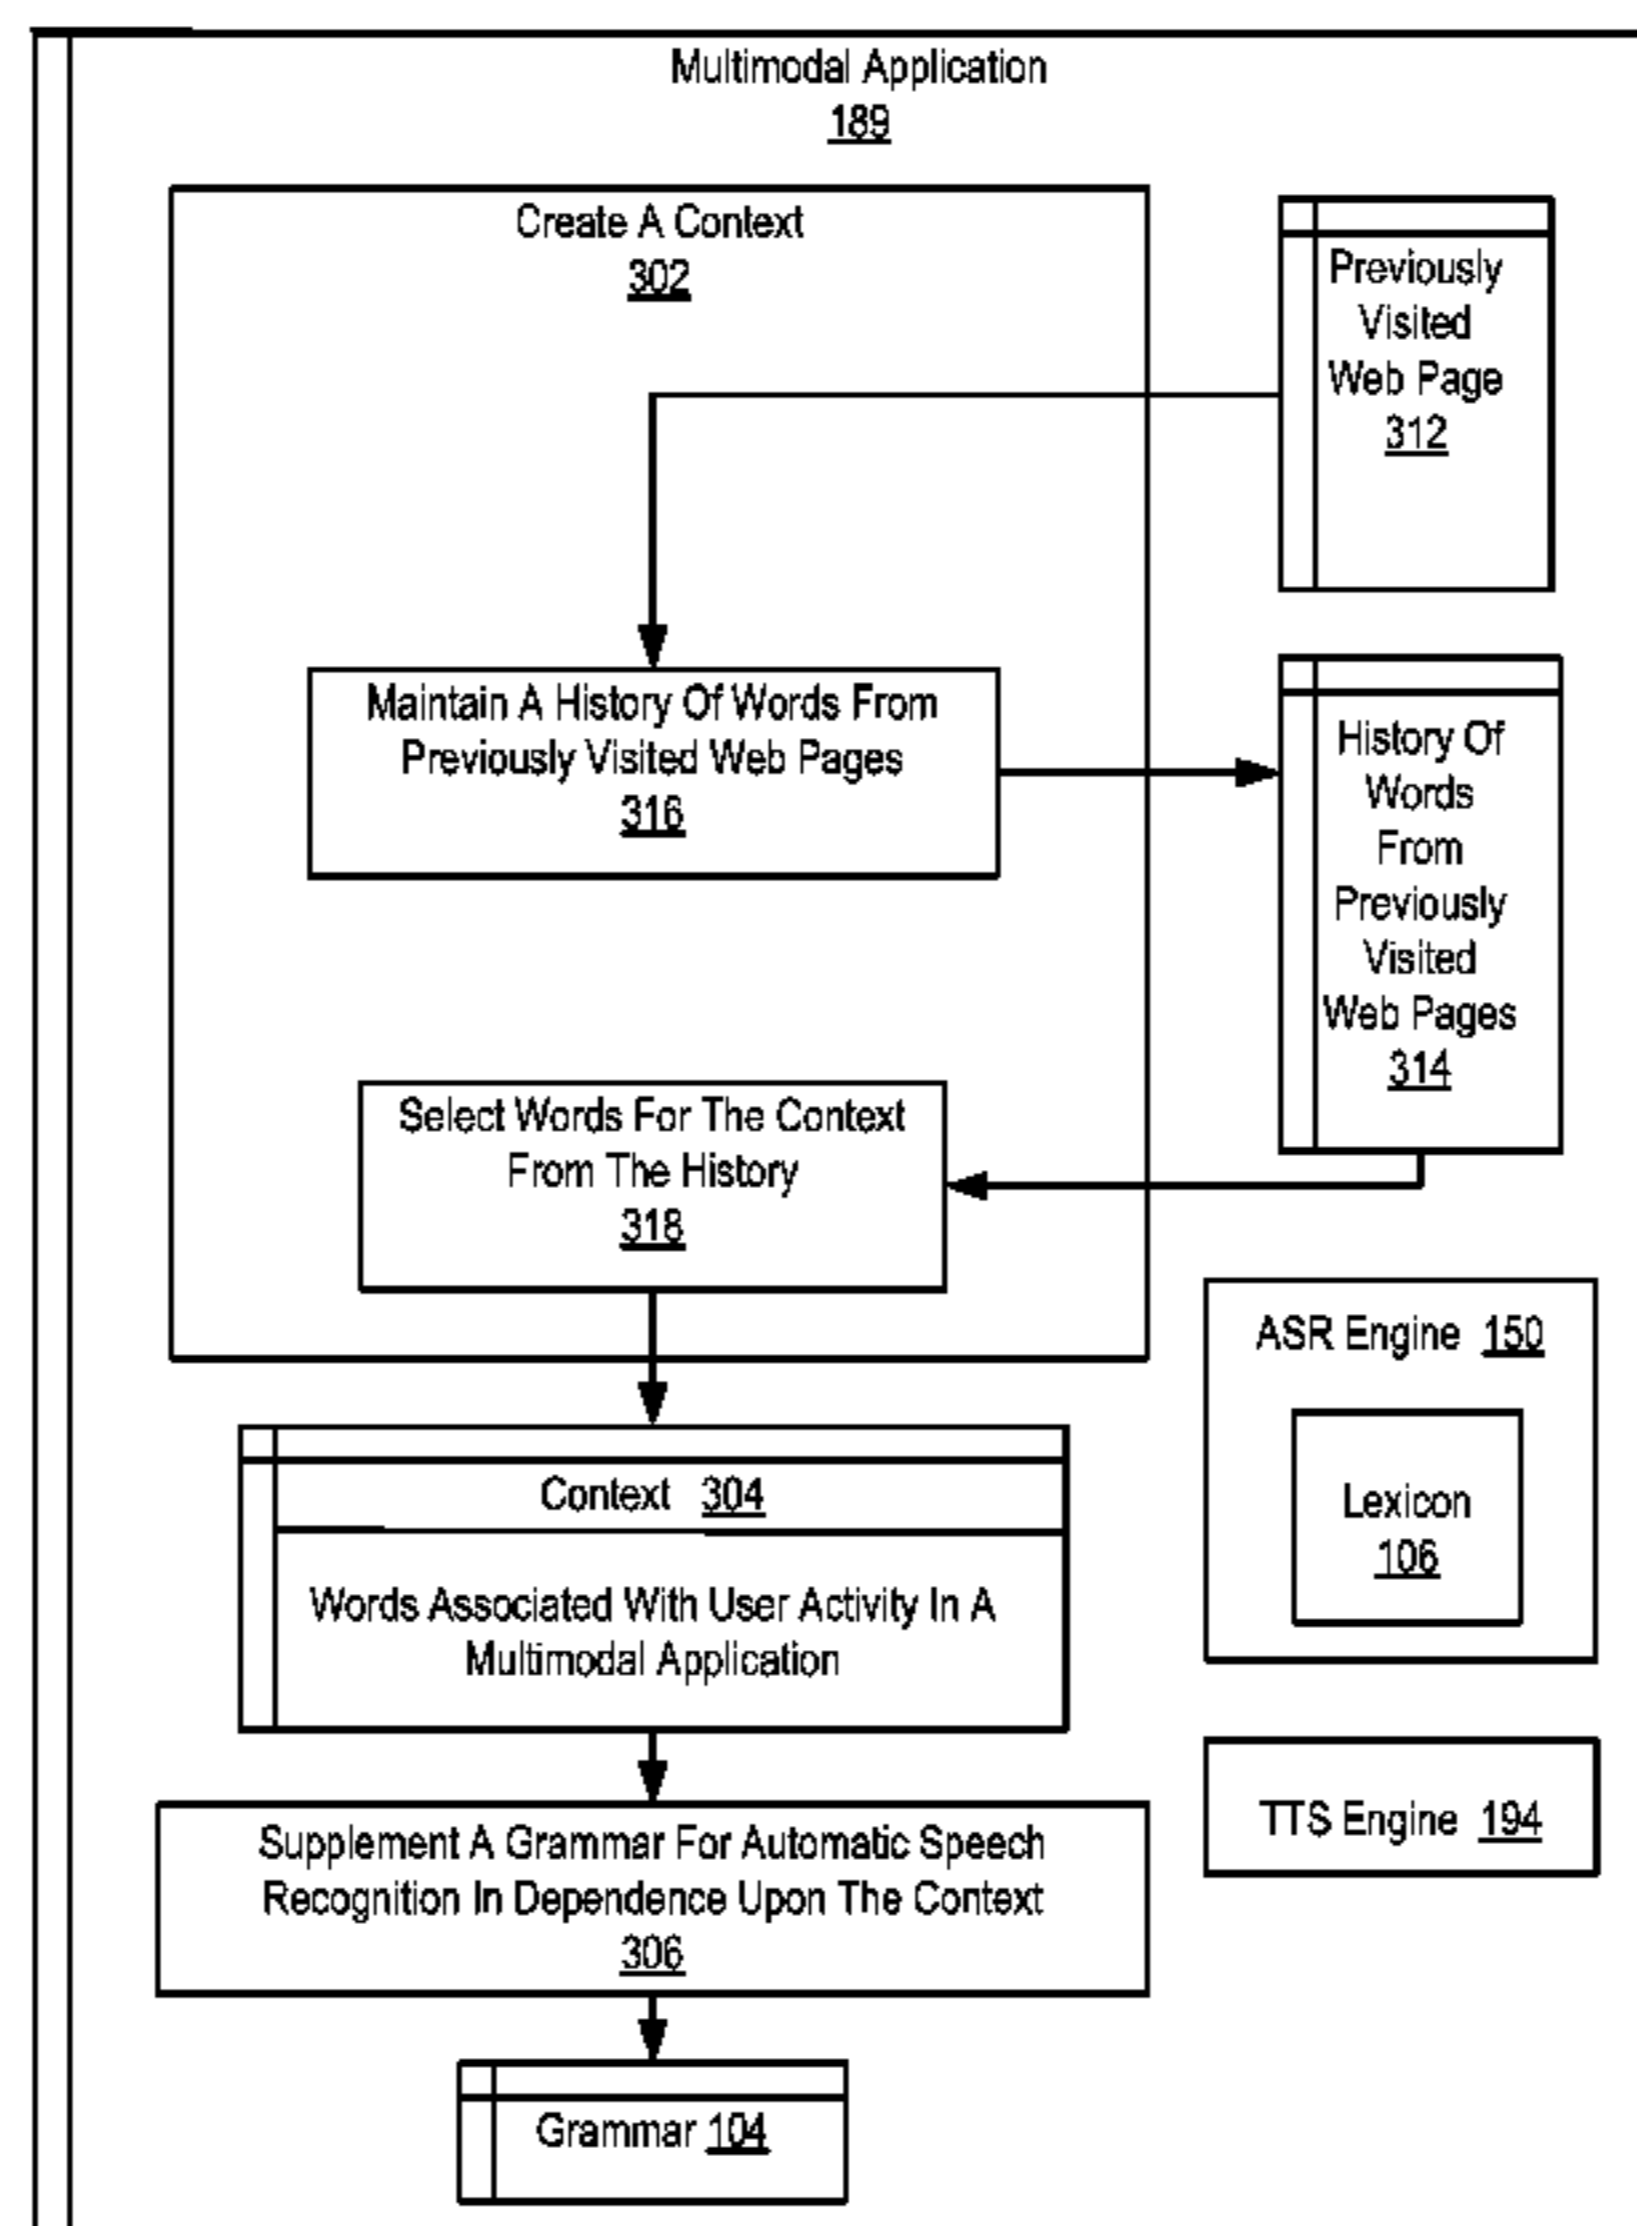 Multimodal Application
189
Create A Context
302
Previously
Visited
Web Page
312
Maintain A History Of Words From
Previously Visited Web Pages
316
History Of
Words
From
Previously
Visited
Web Pages
314
Select Words For The Context
From The History
318
ASR Engine 150
Lexicon
106
Context 304
Words Associated With User Activity In A
Multimodal Application
TTS Engine 194
Supplement A Grammar For Automatic Speech
Recognition In Dependence Upon The Context
306
Grammar 104